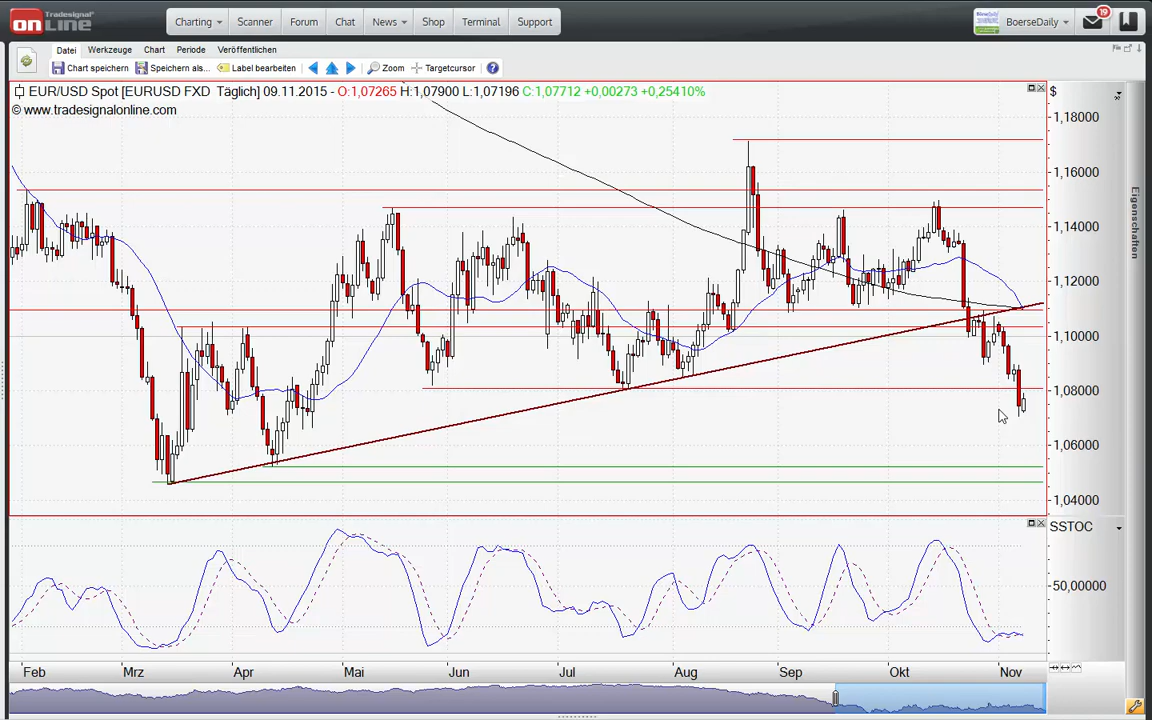 Tradesignal
onLine
Charting
Scanner
Forum
Chat
News
Shop
Terminal
Support
BoerseDaily
19
Datei
Werkzeuge
Chart
Periode
Veröffentlichen
Chart speichern
Speichern als...
Label bearbeiten
Zoom
Targetcursor
EUR/USD Spot [EURUSD FXD Täglich] 09.11.2015 - O:1,07265 H:1,07900 L:1,07196 C:1,07712 +0,00273 +0,25410%
© www.tradesignalonline.com
$
1,18000
1,16000
1,14000
1,12000
1,10000
1,08000
1,06000
1,04000
Eigenschaften
SSTOC
50,00000
Feb Mrz Apr Mai Jun Jul Aug Sep Okt Nov